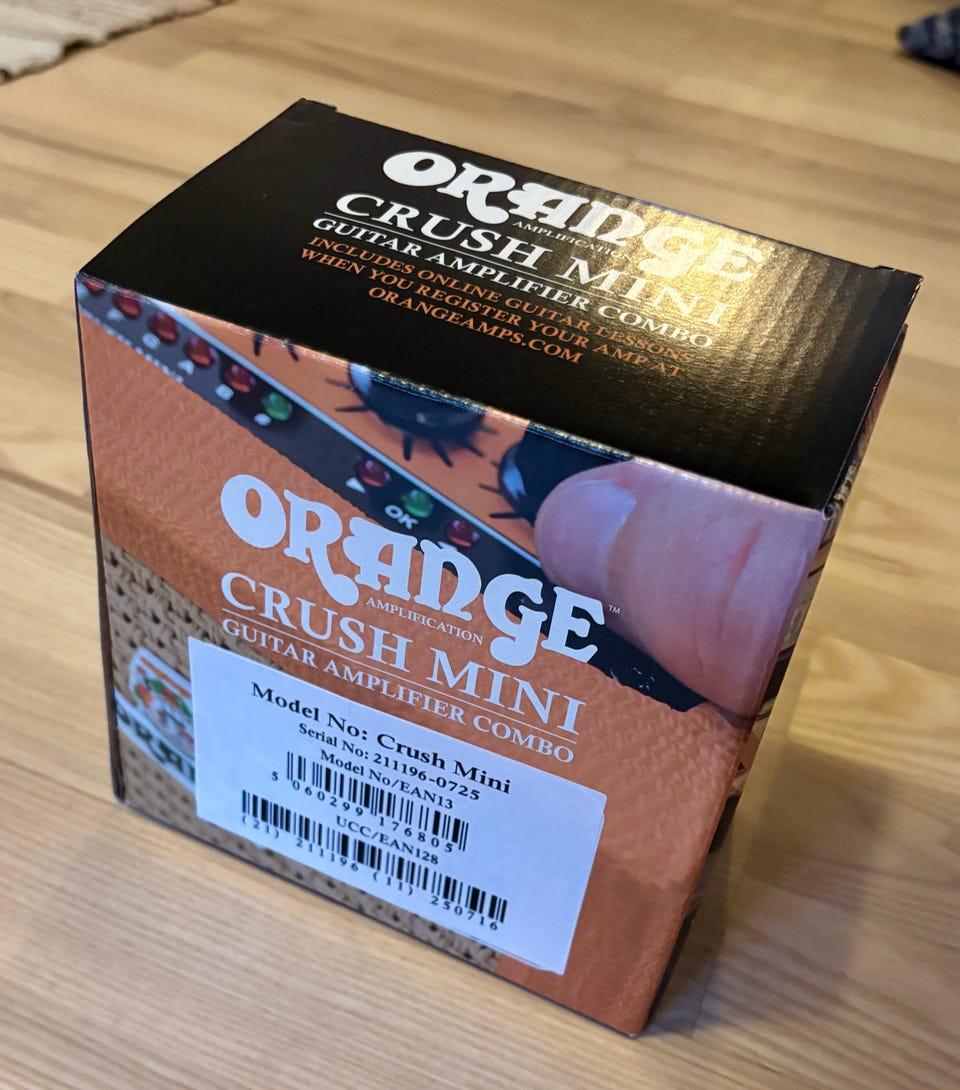 ORANGE
AMPLIFICATION
CRUSH MINI
GUITAR AMPLIFIER COMBO
INCLUDES ONLINE GUITAR LESSONS
WHEN YOU REGISTER YOUR AMP AT
ORANGEAMPS.COM
F G A B
OK
ORANGE™
AMPLIFICATION
CRUSH MINI
GUITAR AMPLIFIER COMBO
Model No: Crush Mini
Serial No: 211196-0725
Model No/EAN13
5 060299 176805
UCC/EAN128
(21) 211196 (11) 250716